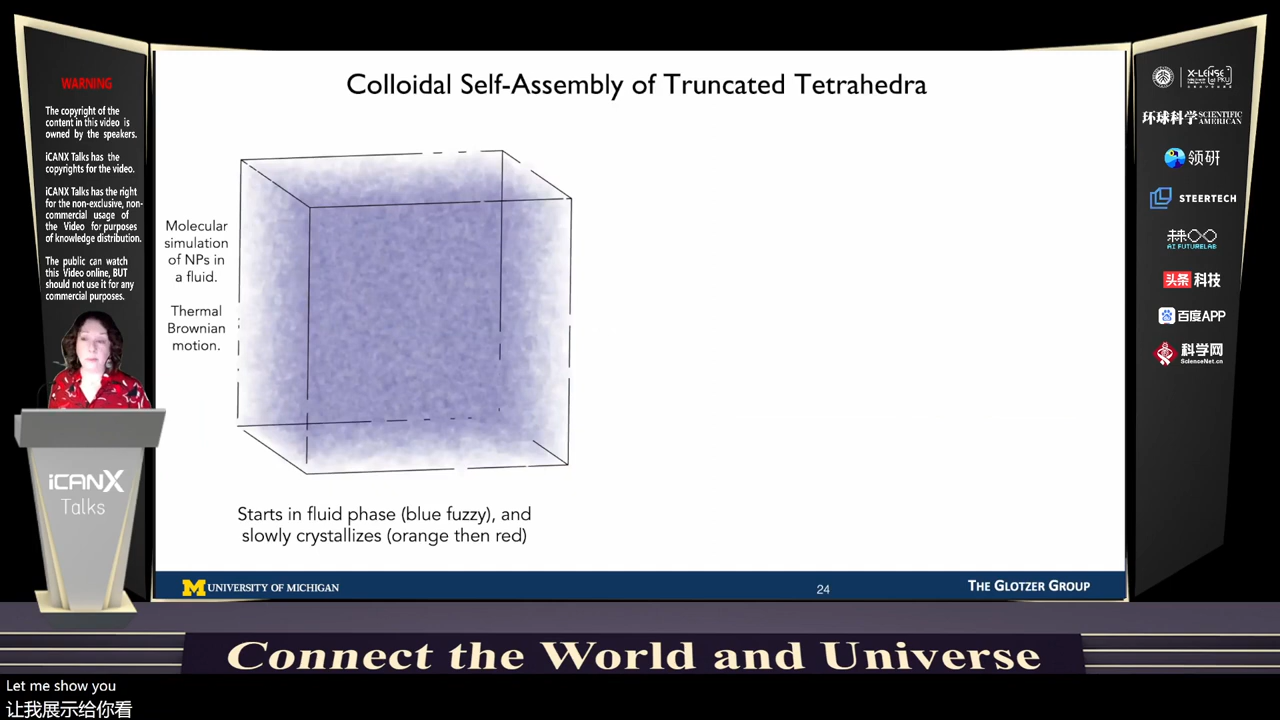 WARNING
The copyright of the
content in this video is
owned by the speakers.
iCANX Talks has the
copyrights for the video.
iCANX Talks has the right
for the non-exclusive, non-
commercial usage of
the Video for purposes
of knowledge distribution.
The public can watch
this Video online, BUT
should not use it for any
commercial purposes.
iCANX
Talks
Colloidal Self-Assembly of Truncated Tetrahedra
Molecular
simulation
of NPs in
a fluid.
Thermal
Brownian
motion.
Starts in fluid phase (blue fuzzy), and
slowly crystallizes (orange then red)
M UNIVERSITY OF MICHIGAN
24
THE GLOTZER GROUP
X-LENSE
环球科学 SCIENTIFIC AMERICAN
领研
STEERTECH
AI FUTURELAB
头条 科技
百度APP
科学网
ScienceNet.cn
Connect the World and Universe
Let me show you
让我展示给你看